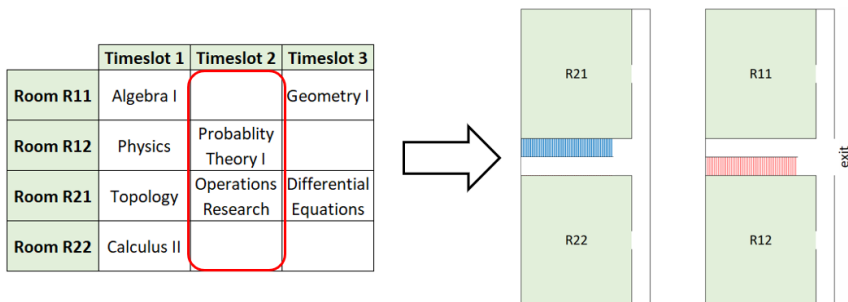 Timeslot 1 Timeslot 2 Timeslot 3
Room R11 Algebra I Geometry I
Room R12 Physics Probablity
Theory I
Room R21 Topology Operations
Research Differential
Equations
Room R22 Calculus II
R21
R22
R11
R12
exit